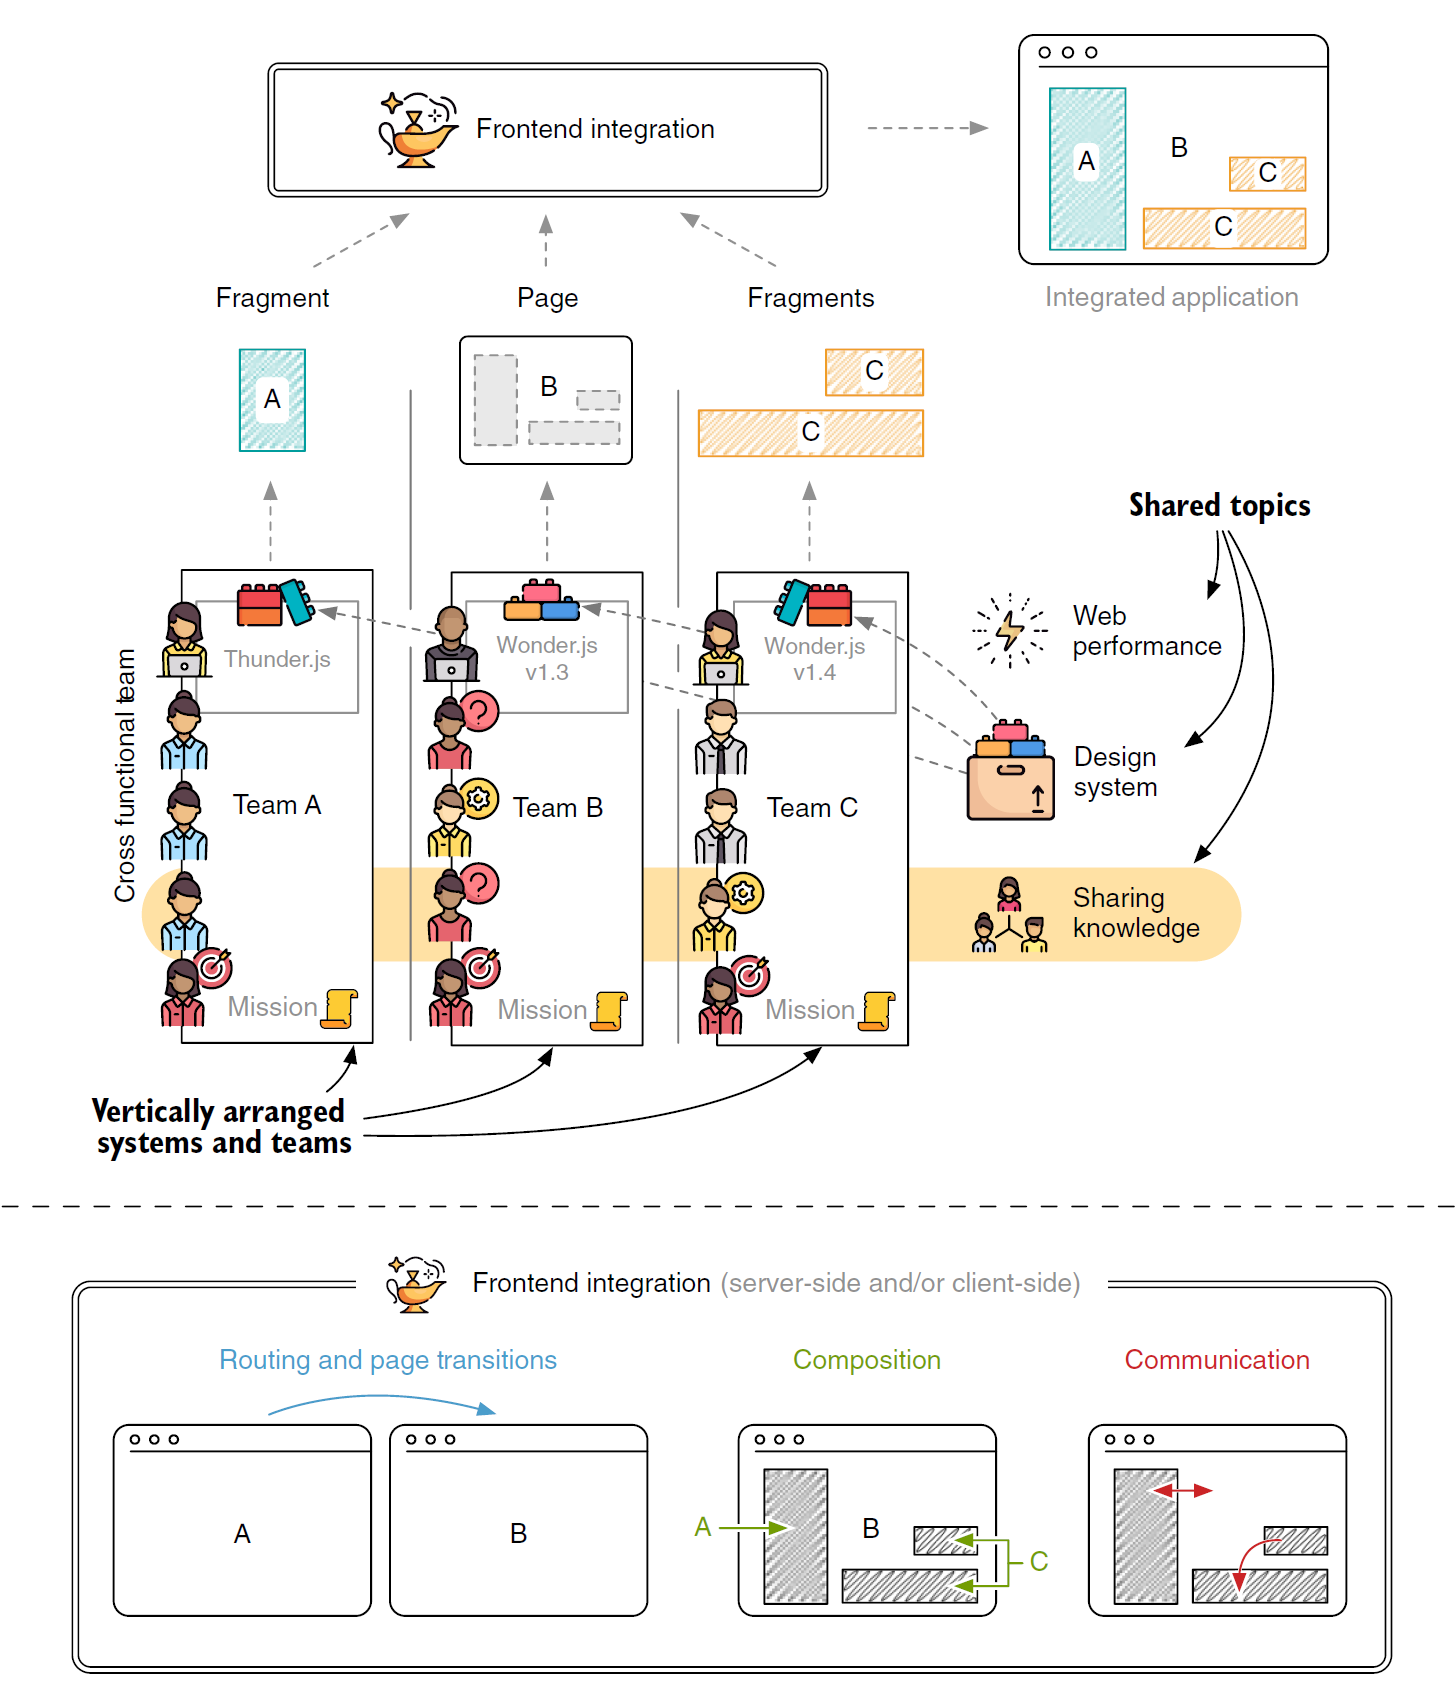 Frontend integration
A
B
C
C
Integrated application
Fragment
Page
Fragments
A
B
C
C
Shared topics
Thunder.js
Wonder.js
v1.3
Wonder.js
v1.4
Web
performance
Design
system
Cross functional team
Team A
Team B
Team C
Sharing
knowledge
Mission
Mission
Mission
Vertically arranged
systems and teams
Frontend integration (server-side and/or client-side)
Routing and page transitions
Composition
Communication
A
B
A
B
C